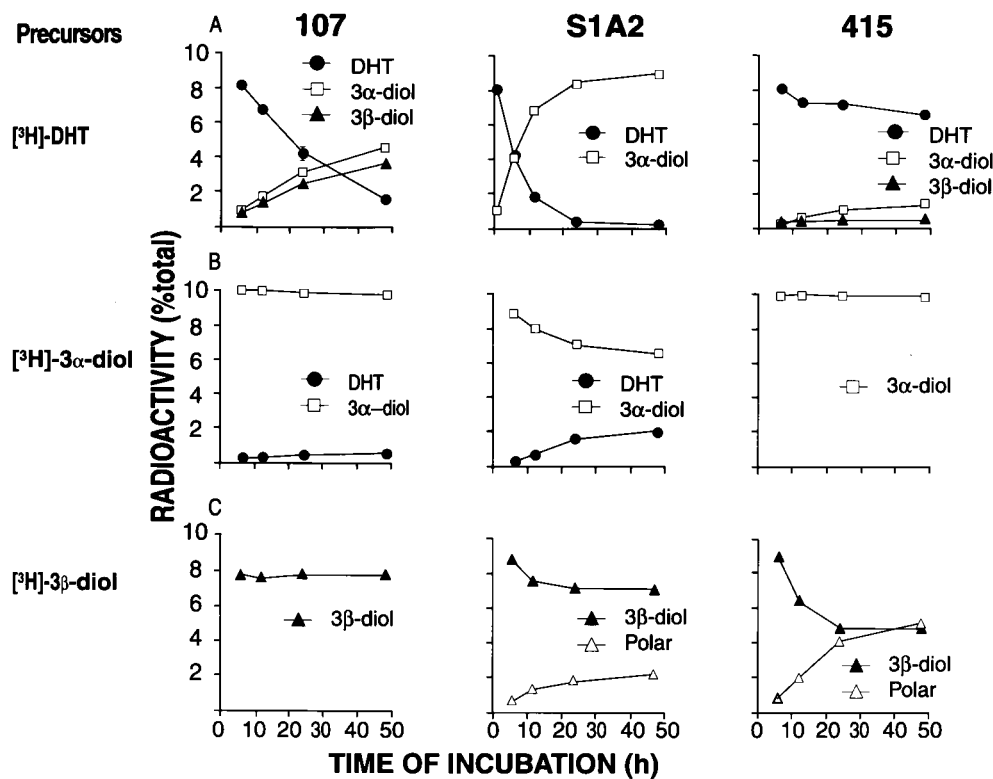 Precursors
A
107
S1A2
415
[³H]-DHT
10
8
6
4
2
0
DHT
3α-diol
3β-diol
DHT
3α-diol
DHT
3α-diol
3β-diol
RADIOACTIVITY (%total)
B
[³H]-3α-diol
10
8
6
4
2
DHT
3α–diol
DHT
3α-diol
3α-diol
C
[³H]-3β-diol
10
8
6
4
2
3β-diol
3β-diol
Polar
3β-diol
Polar
0 10 20 30 40 50
0 10 20 30 40 50
0 10 20 30 40 50
TIME OF INCUBATION (h)